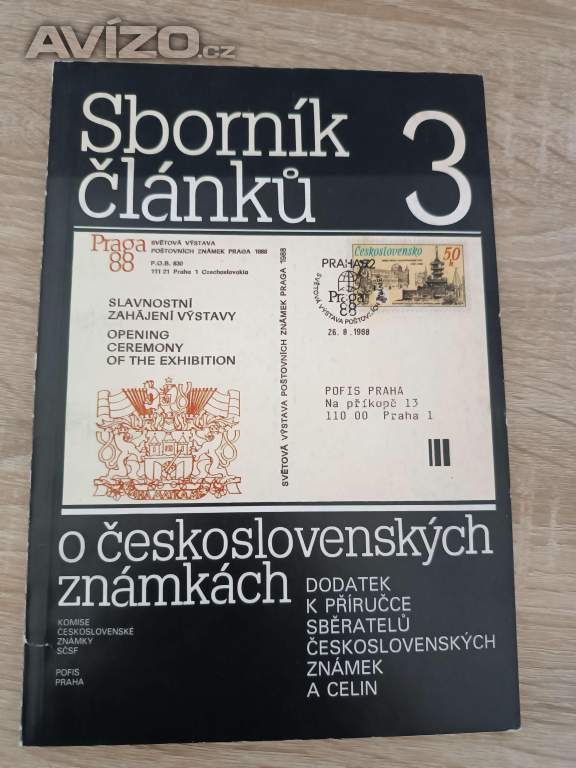 AVÍZO.cz
Sborník
článků
3
Praga
88
SVĚTOVÁ VÝSTAVA
POŠTOVNÍCH ZNÁMEK PRAGA 1988
P.O.B. 830
111 21 Praha 1 Czechoslovakia
SLAVNOSTNÍ
ZAHÁJENÍ VÝSTAVY
OPENING
CEREMONY
OF THE EXHIBITION
SVĚTOVÁ VÝSTAVA POŠTOVNÍCH ZNÁMEK PRAGA 1988
Československo
50
PRAHA 82
Praga
88
26.8.1988
POFIS PRAHA
Na příkopě 13
110 00 Praha 1
o československých
známkách
KOMISE
ČESKOSLOVENSKÉ
ZNÁMKY
SČSF
POFIS
PRAHA
DODATEK
K PŘÍRUČCE
SBĚRATELŮ
ČESKOSLOVENSKÝCH
ZNÁMEK
A CELIN